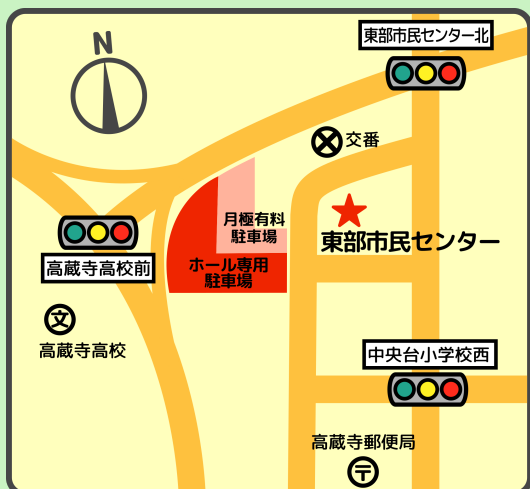 東部市民センター北
N
交番
月極有料
駐車場
東部市民センター
高蔵寺高校前
ホール専用
駐車場
文
高蔵寺高校
中央台小学校西
高蔵寺郵便局
〒